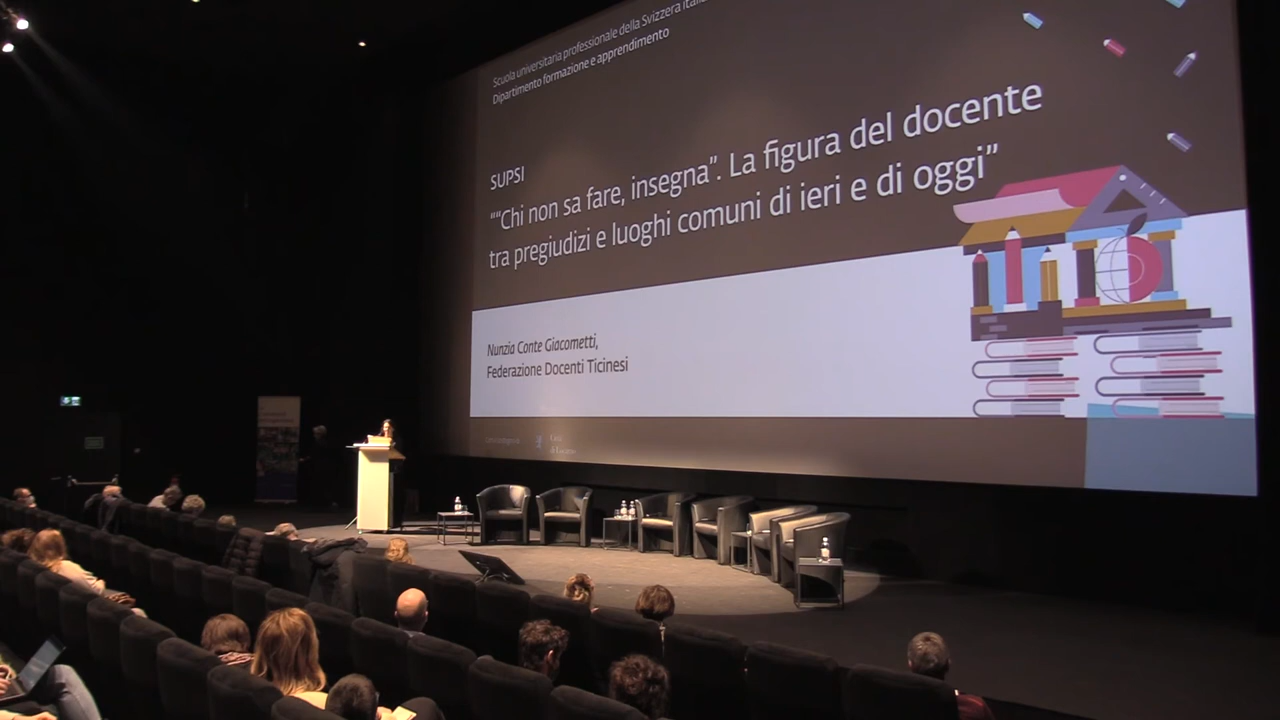 Scuola universitaria professionale della Svizzera italiana
Dipartimento formazione e apprendimento
SUPSI
““Chi non sa fare, insegna”. La figura del docente
tra pregiudizi e luoghi comuni di ieri e di oggi”
Nunzia Conte Giacometti,
Federazione Docenti Ticinesi